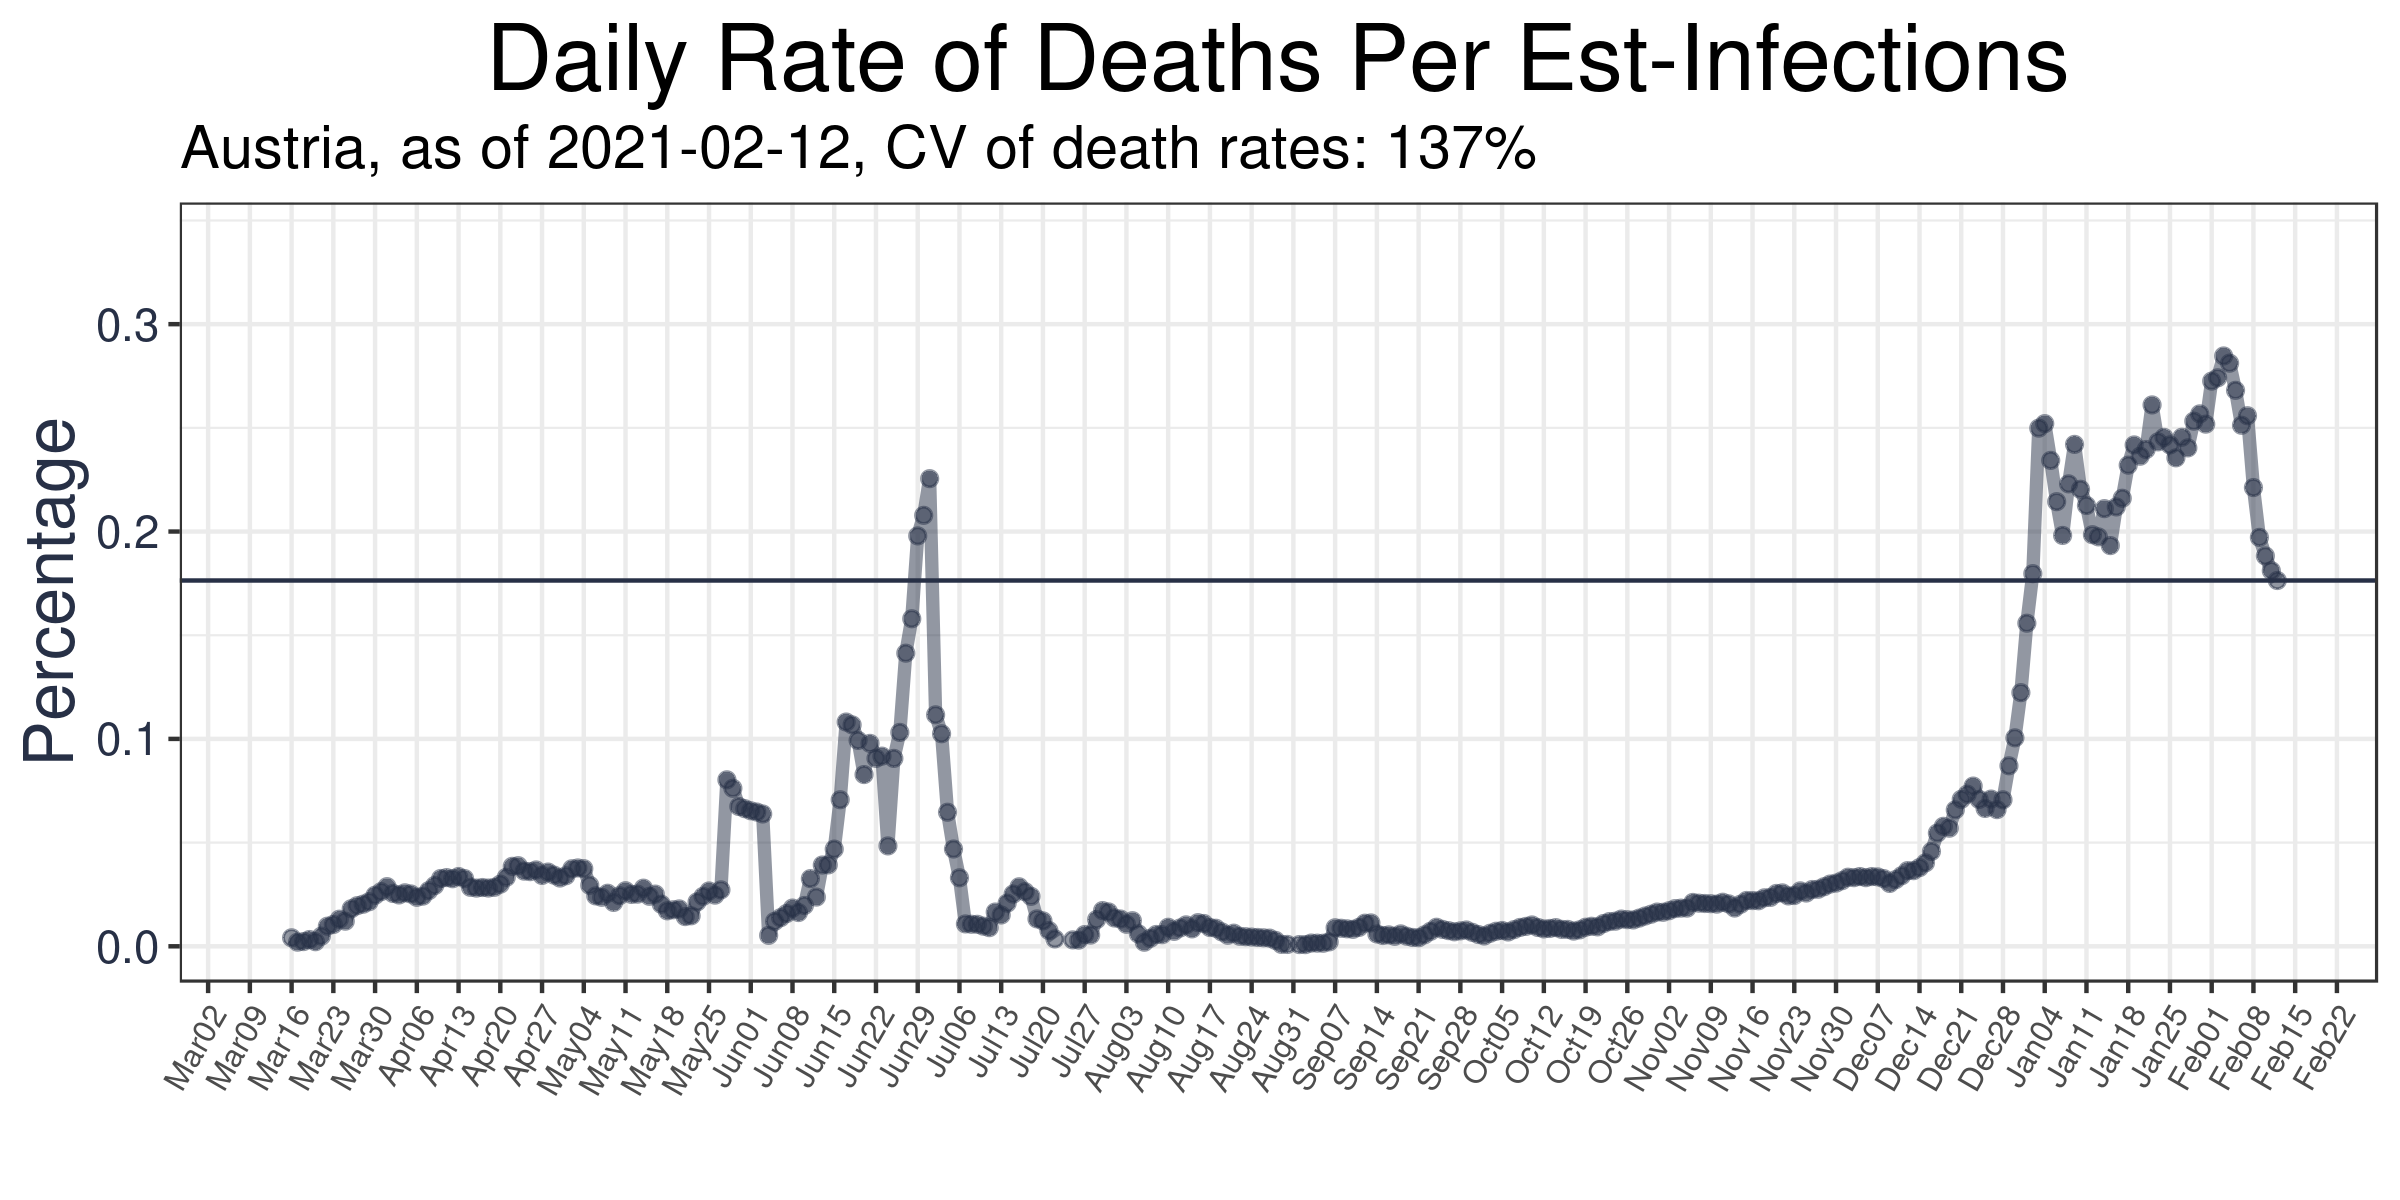 Daily Rate of Deaths Per Est-Infections
Austria, as of 2021-02-12, CV of death rates: 137%
Percentage
0.3
0.2
0.1
0.0
Mar02
Mar09
Mar16
Mar23
Mar30
Apr06
Apr13
Apr20
Apr27
May04
May11
May18
May25
Jun01
Jun08
Jun15
Jun22
Jun29
Jul06
Jul13
Jul20
Jul27
Aug03
Aug10
Aug17
Aug24
Aug31
Sep07
Sep14
Sep21
Sep28
Oct05
Oct12
Oct19
Oct26
Nov02
Nov09
Nov16
Nov23
Nov30
Dec07
Dec14
Dec21
Dec28
Jan04
Jan11
Jan18
Jan25
Feb01
Feb08
Feb15
Feb22